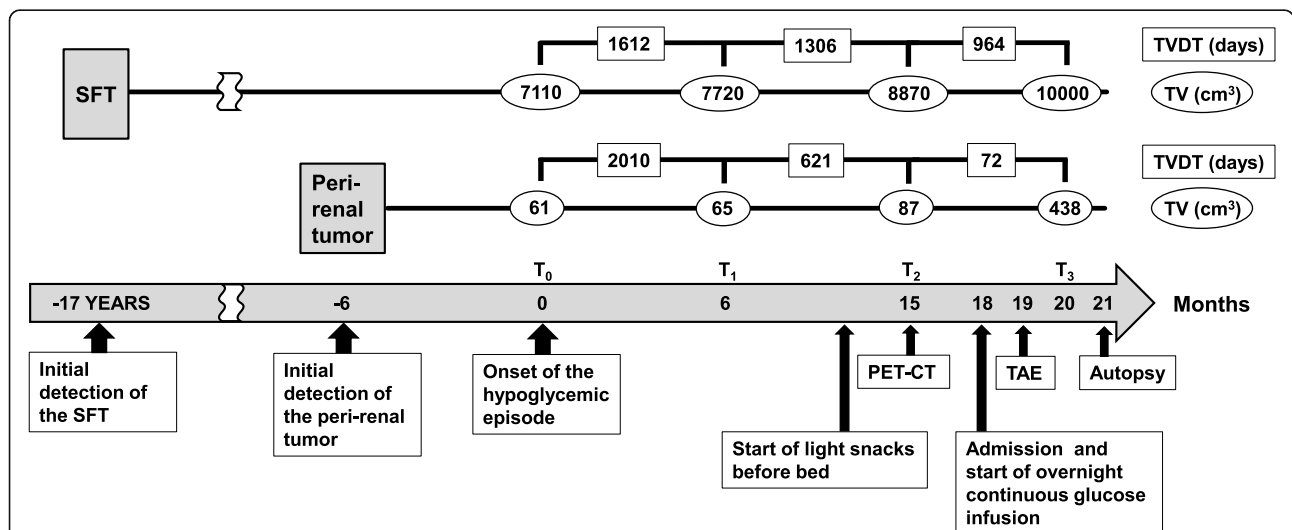 1612 1306 964 TVDT (days)
SFT 7110 7720 8870 10000 TV (cm³)
2010 621 72 TVDT (days)
Peri-
renal
tumor
61 65 87 438 TV (cm³)
T₀ T₁ T₂ T₃
-17 YEARS -6 0 6 15 18 19 20 21 Months
Initial
detection of
the SFT
Initial
detection of
the peri-renal
tumor
Onset of the
hypoglycemic
episode
Start of light snacks
before bed
PET-CT
Admission and
start of overnight
continuous glucose
infusion
TAE
Autopsy